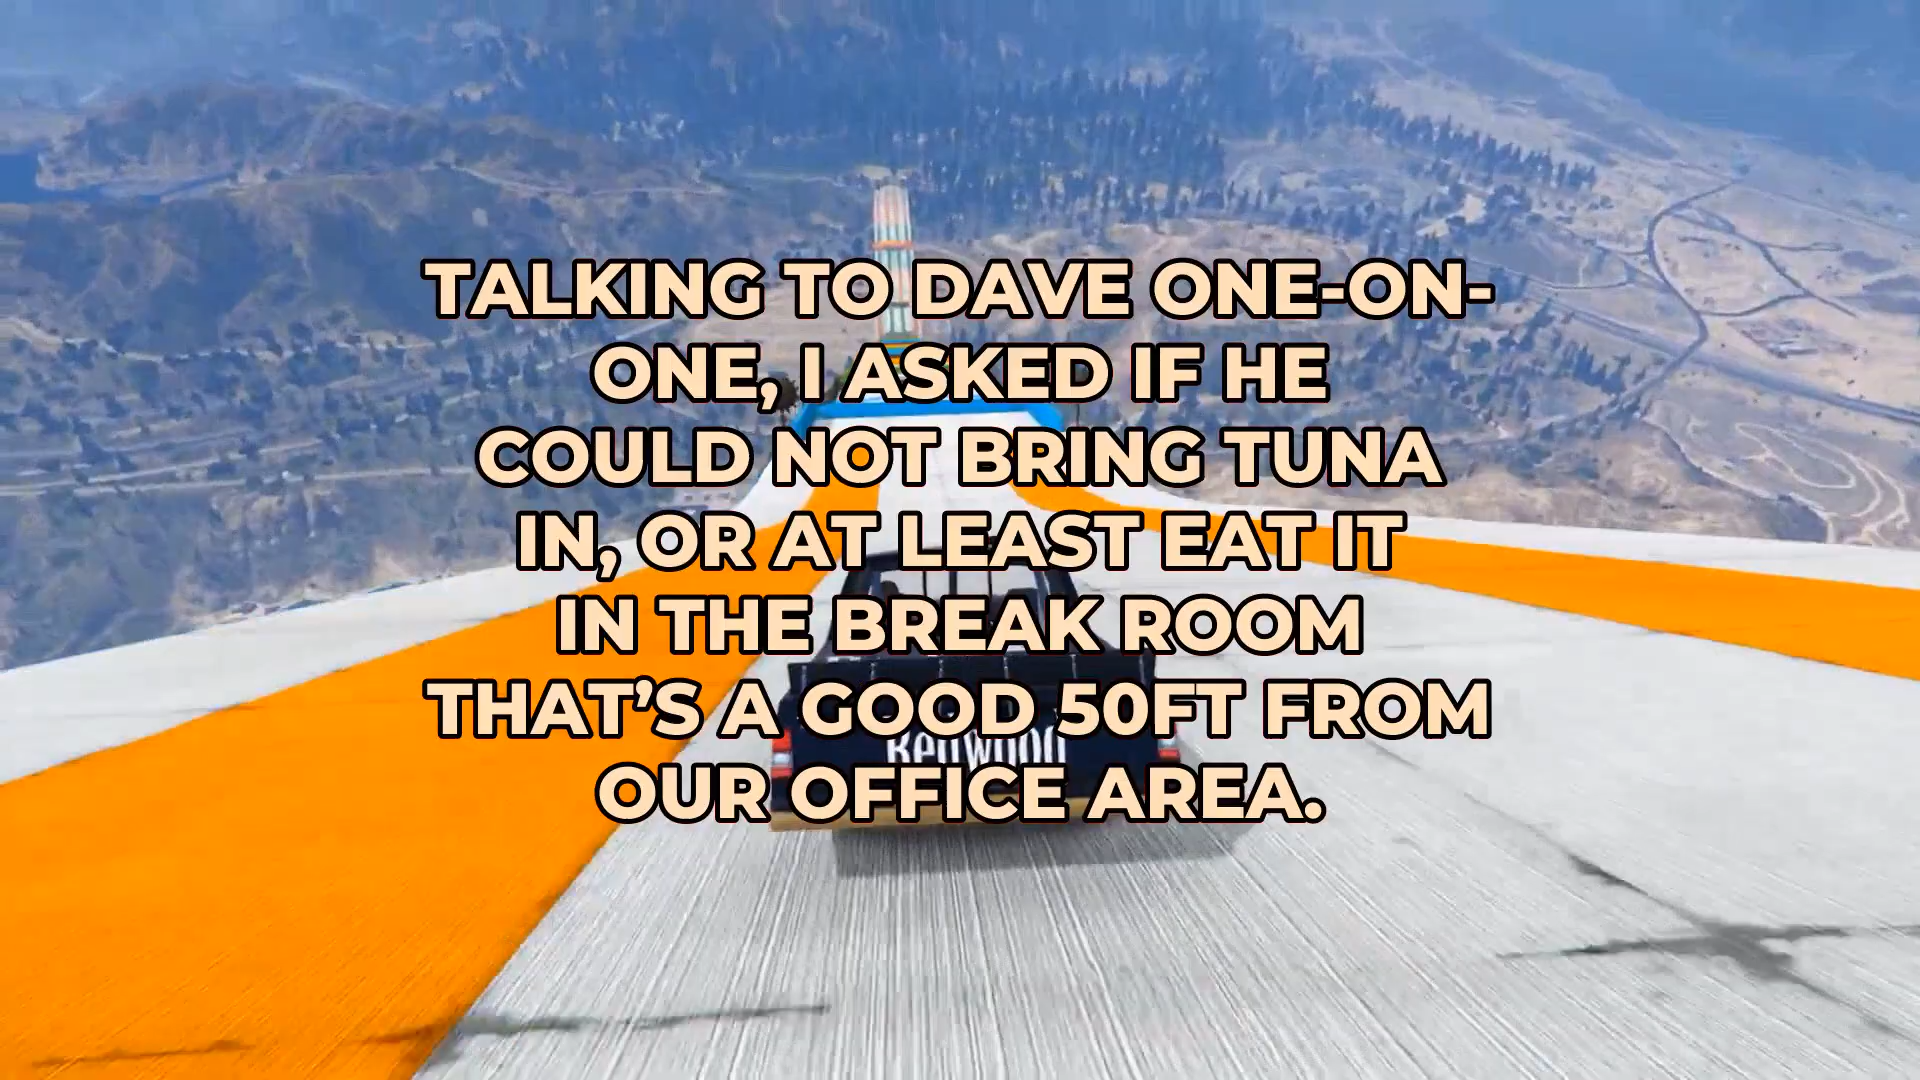 TALKING TO DAVE ONE-ON-
ONE, I ASKED IF HE
COULD NOT BRING TUNA
IN, OR AT LEAST EAT IT
IN THE BREAK ROOM
THAT’S A GOOD 50FT FROM
OUR OFFICE AREA.
Redwood